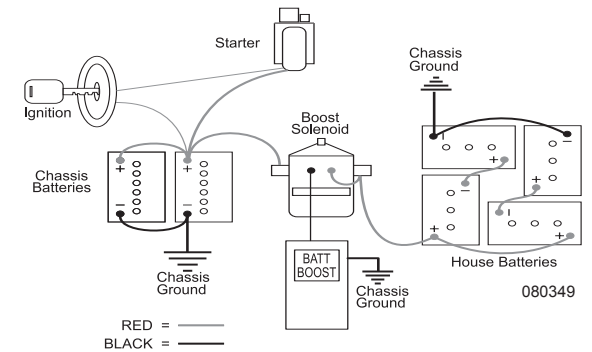 Starter
Chassis
Ground
Ignition
Boost
Solenoid
Chassis
Batteries
+
+
−
−
Chassis
Ground
BATT
BOOST
Chassis
Ground
−
+
−
+
−
+
−
+
House Batteries
080349
RED =
BLACK =